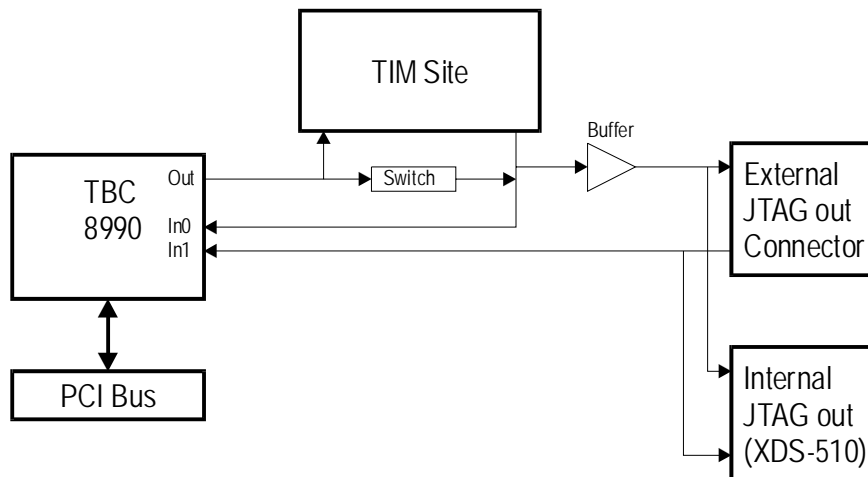 TIM Site
Buffer
TBC
8990
Out
In0
In1
Switch
External
JTAG out
Connector
PCI Bus
Internal
JTAG out
(XDS-510)